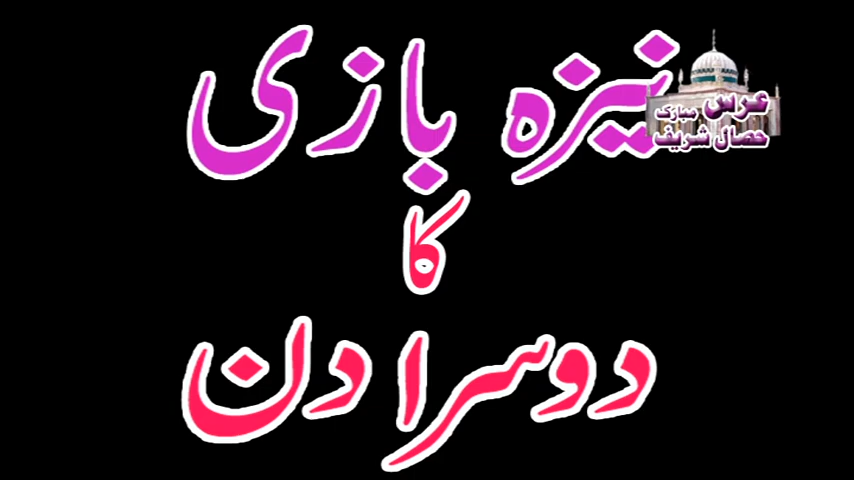 نیزہ بازی
کا
دوسرا دن
عرس مبارک
حصال شریف